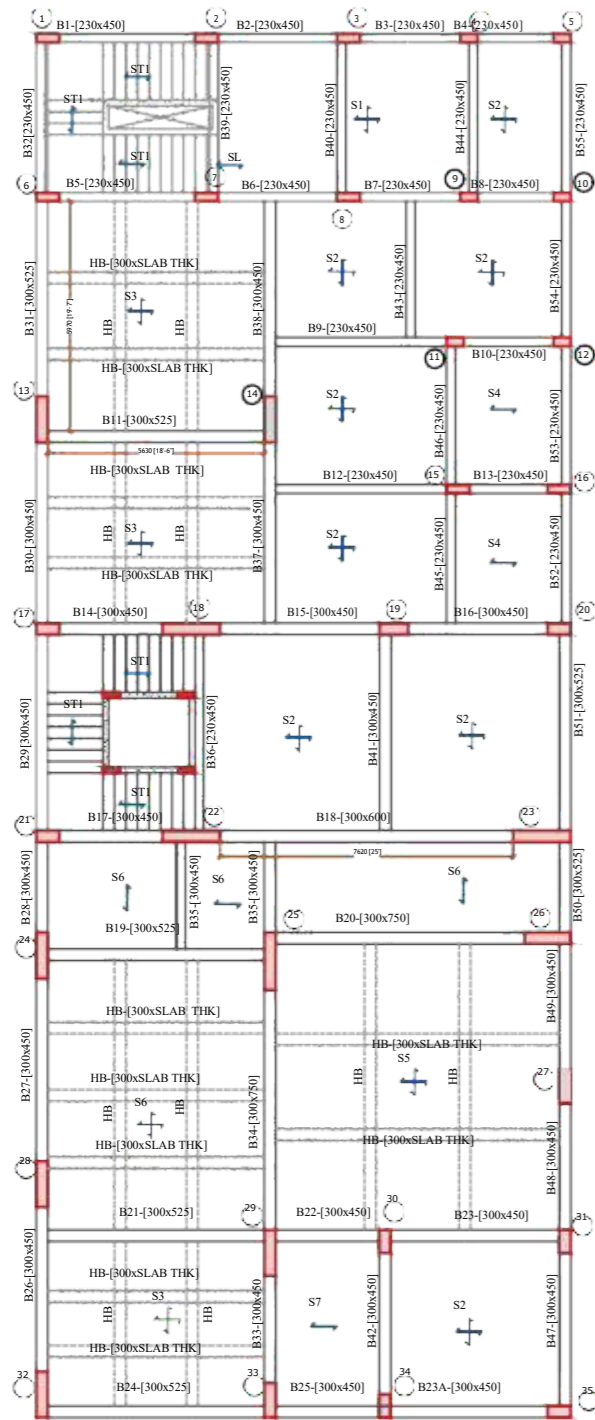 1
2
3
4
5
B1-[230x450]
B2-[230x450]
B3-[230x450]
B4-[230x450]
B32[230x450]
ST1
ST1
ST1
B39-[230x450]
SL
B40-[230x450]
S1
B44-[230x450]
S2
B55-[230x450]
6
B5-[230x450]
7
B6-[230x450]
B7-[230x450]
9
B8-[230x450]
10
8
B31-[300x525]
5970 [19'-7"]
HB-[300xSLAB THK]
S3
HB
HB
HB-[300xSLAB THK]
B38-[300x450]
S2
B43-[230x450]
S2
B54-[230x450]
B9-[230x450]
11
B10-[230x450]
12
13
14
B11-[300x525]
5630 [18'-6"]
S2
B46-[230x450]
S4
B53-[230x450]
HB-[300xSLAB THK]
B12-[230x450]
15
B13-[230x450]
16
B30-[300x450]
S3
HB
HB
HB-[300xSLAB THK]
B37-[300x450]
S2
B45-[230x450]
S4
B52-[230x450]
17
B14-[300x450]
18
B15-[300x450]
19
B16-[300x450]
20
B29[300x450]
ST1
ST1
ST1
B36-[230x450]
S2
B41-[300x450]
S2
B51-[300x525]
21
B17-[300x450]
22
B18-[300x600]
23
7620 [25']
B28-[300x450]
S6
B35-[300x450]
S6
B35-[300x450]
S6
B50-[300x525]
24
B19-[300x525]
25
B20-[300x750]
26
B27-[300x450]
HB-[300xSLAB THK]
HB-[300xSLAB THK]
HB
S6
HB
HB-[300xSLAB THK]
B34-[300x750]
HB-[300xSLAB THK]
HB
S5
HB
HB-[300xSLAB THK]
B49-[300x450]
27
B48-[300x450]
28
B21-[300x525]
29
B22-[300x450]
30
B23-[300x450]
31
B26-[300x450]
HB-[300xSLAB THK]
HB
S3
HB
HB-[300xSLAB THK]
B33-[300x450]
S7
B42-[300x450]
S2
B47-[300x450]
32
B24-[300x525]
33
B25-[300x450]
34
B23A-[300x450]
35